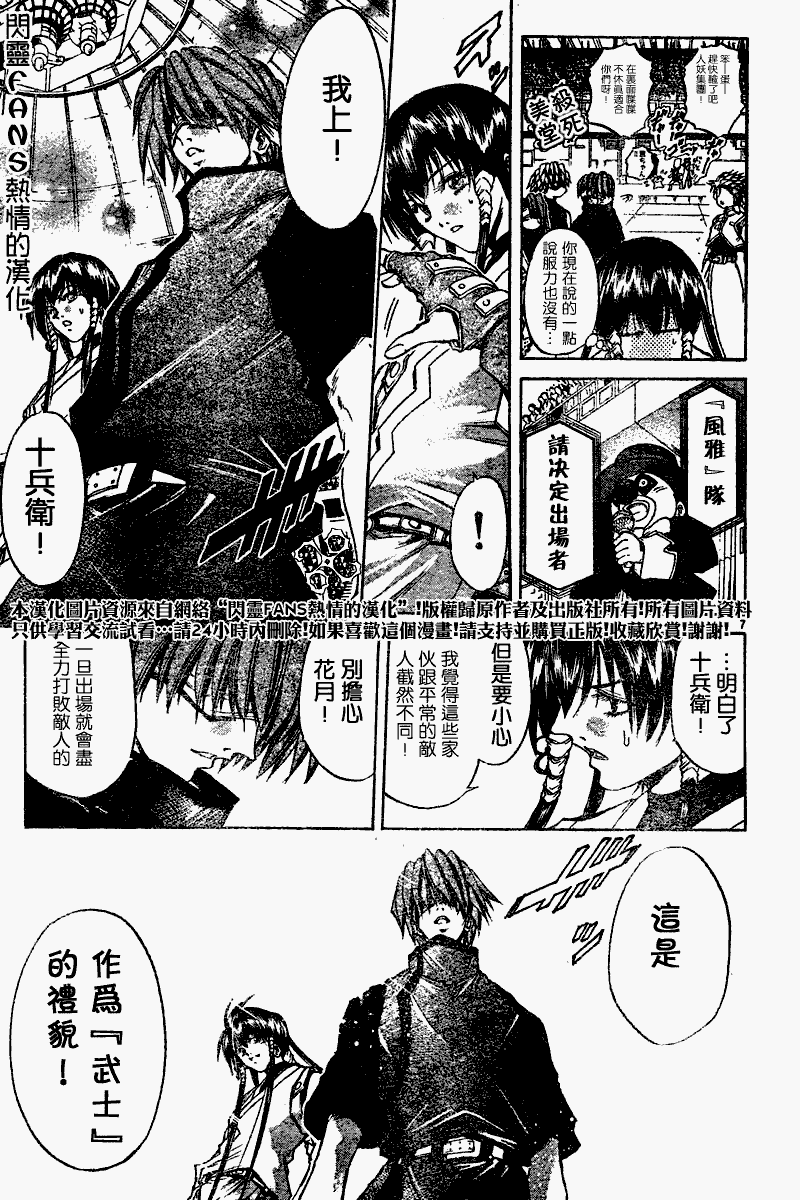 笨—蛋—
趕快輸了吧
人妖集團!
在裏面喋喋
不休真適合
你們呀!
殺死
美堂
你現在說的一點
說服力也沒有…
『風雅』隊
請決定出場者
!
我上!
十兵衛!
閃靈FANS熱情的漢化
本漢化圖片資源來自網絡“閃靈FANS熱情的漢化”!版權歸原作者及出版社所有!所有圖片資料
只供學習交流試看…請24小時內刪除!如果喜歡這個漫畫!請支持並購買正版!收藏欣賞!謝謝!
7
…明白了
十兵衛!
但是要小心
我覺得這些家
伙跟平常的敵
人截然不同!
別擔心
花月!
一旦出場就會盡
全力打敗敵人的
這是
作爲『武士』
的禮貌!